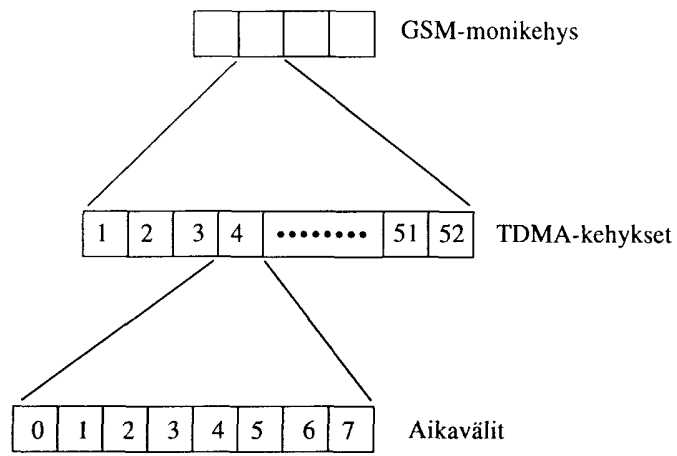 GSM-monikehys
1 2 3 4 ········ 51 52 TDMA-kehykset
0 1 2 3 4 5 6 7 Aikavälit